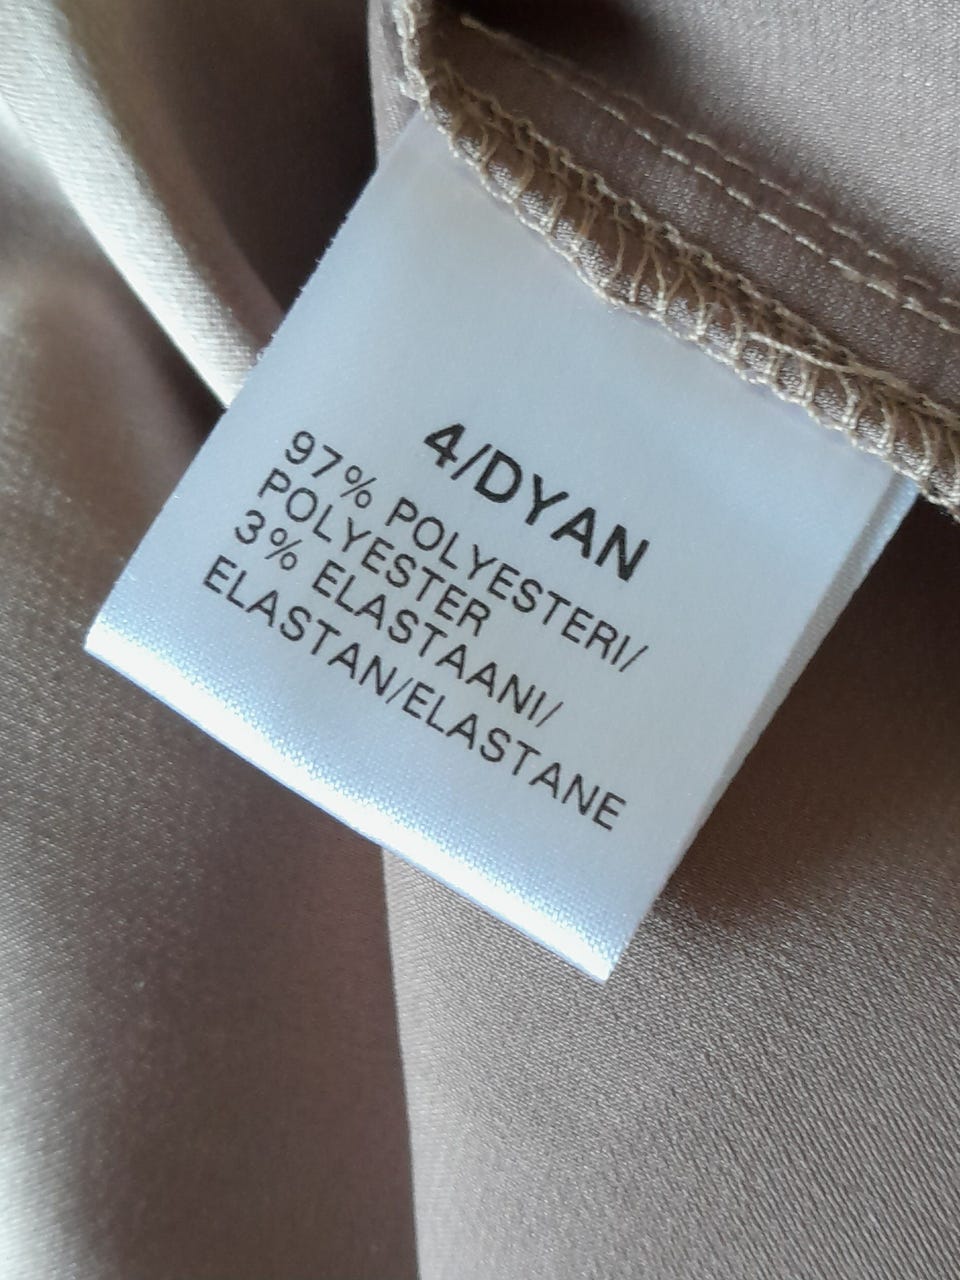 4/DYAN
97% POLYESTERI/
POLYESTER
3% ELASTAANI/
ELASTAN/ELASTANE